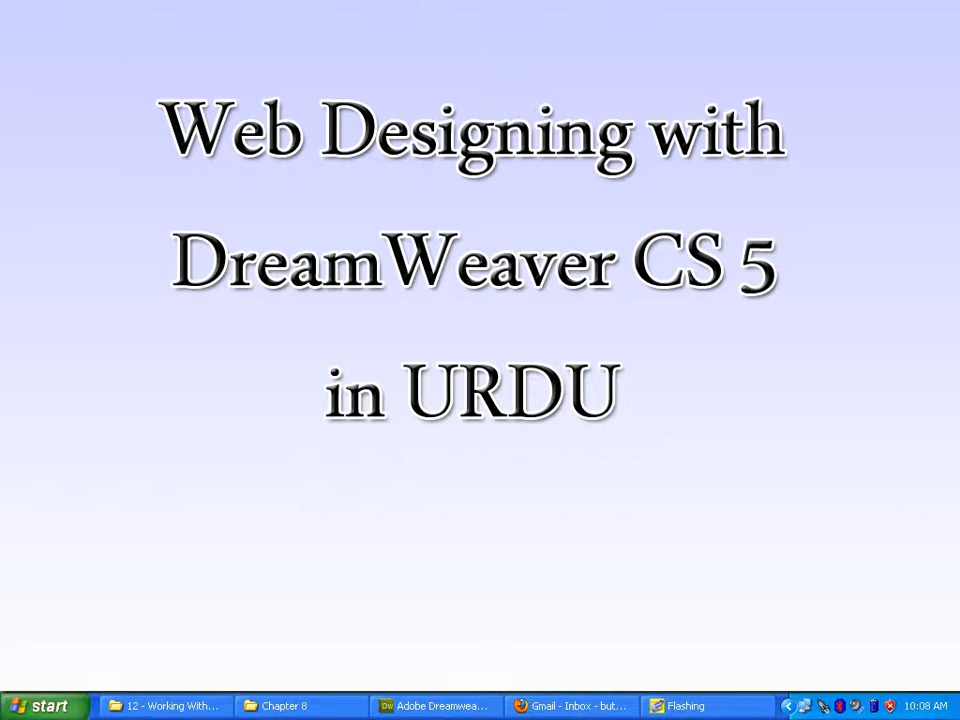 Web Designing with
DreamWeaver CS 5
in URDU
start
12 - Working With...
Chapter 8
Dw
Adobe Dreamwea...
Gmail - Inbox - but...
Flashing
10:08 AM